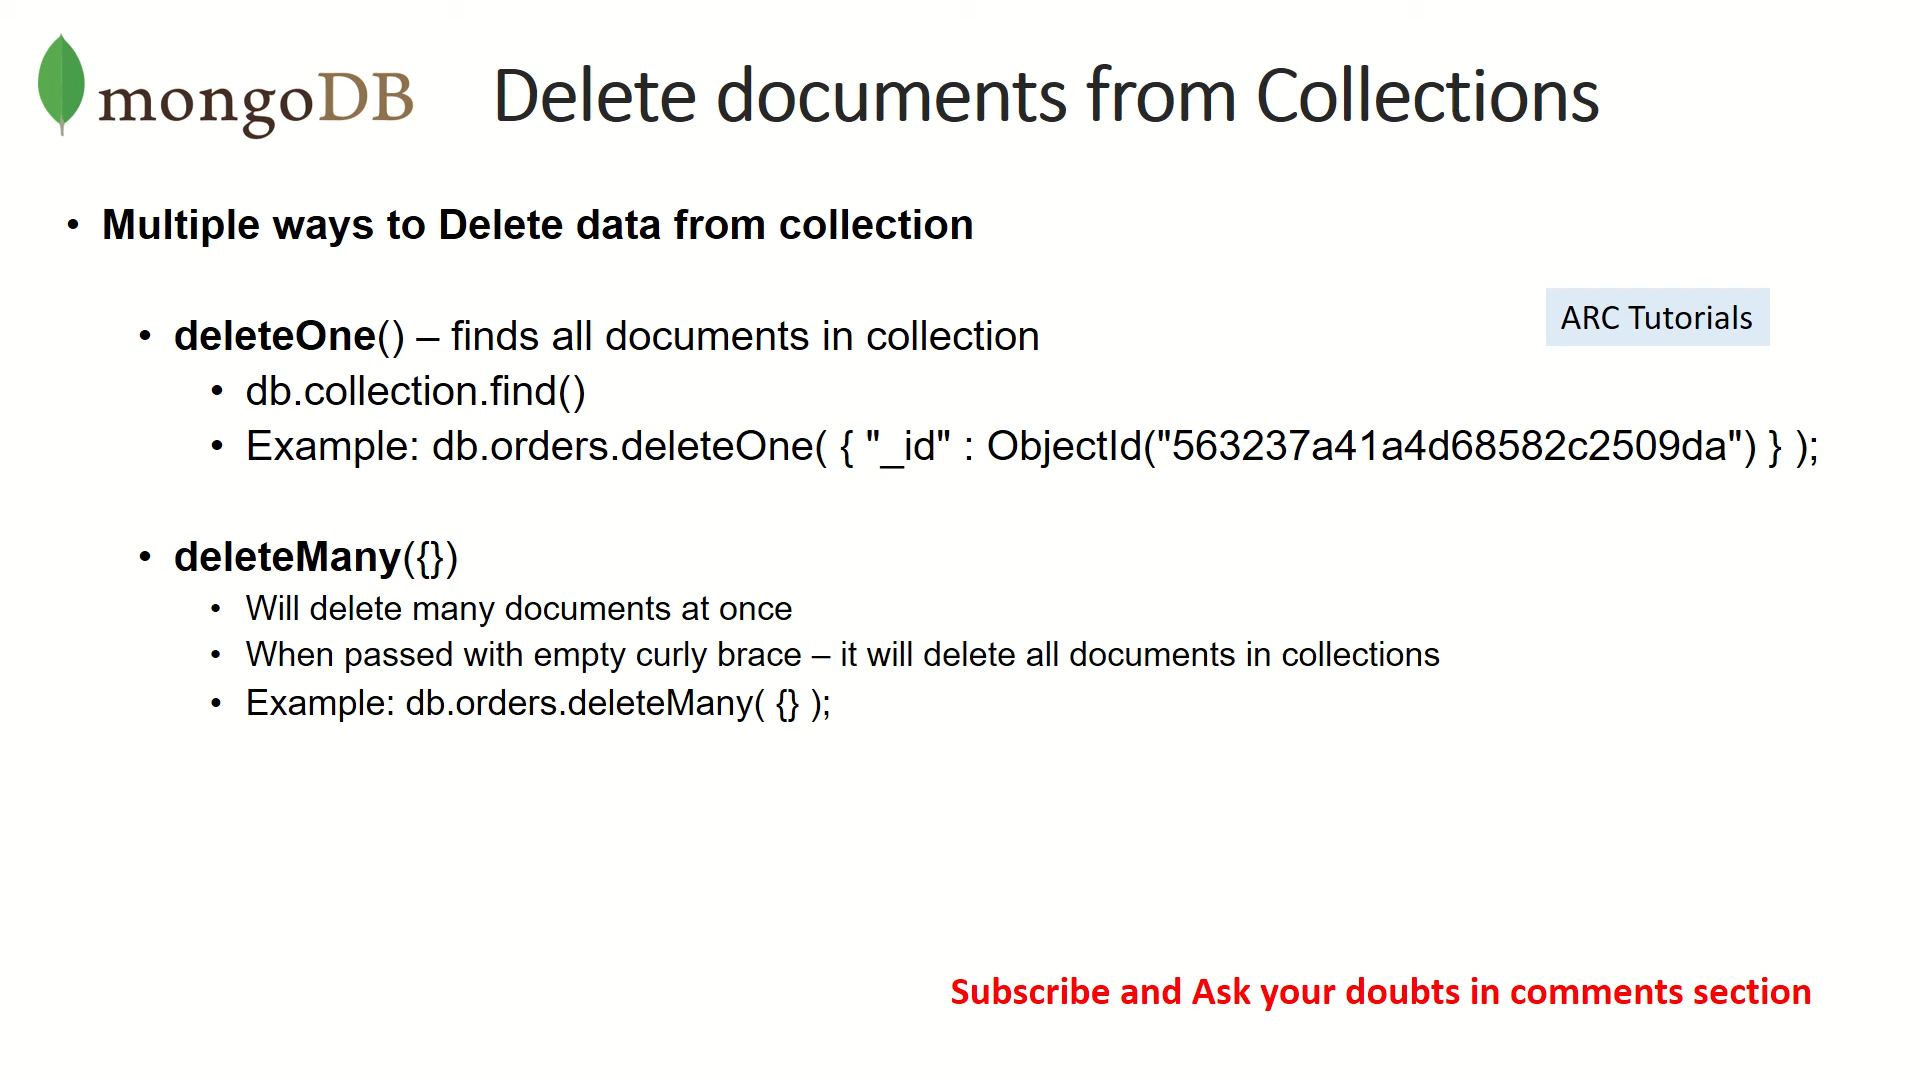 mongoDB
Delete documents from Collections
• Multiple ways to Delete data from collection
ARC Tutorials
• deleteOne() – finds all documents in collection
• db.collection.find()
• Example: db.orders.deleteOne( { "_id" : ObjectId("563237a41a4d68582c2509da") } );
• deleteMany({})
• Will delete many documents at once
• When passed with empty curly brace – it will delete all documents in collections
• Example: db.orders.deleteMany( {} );
Subscribe and Ask your doubts in comments section